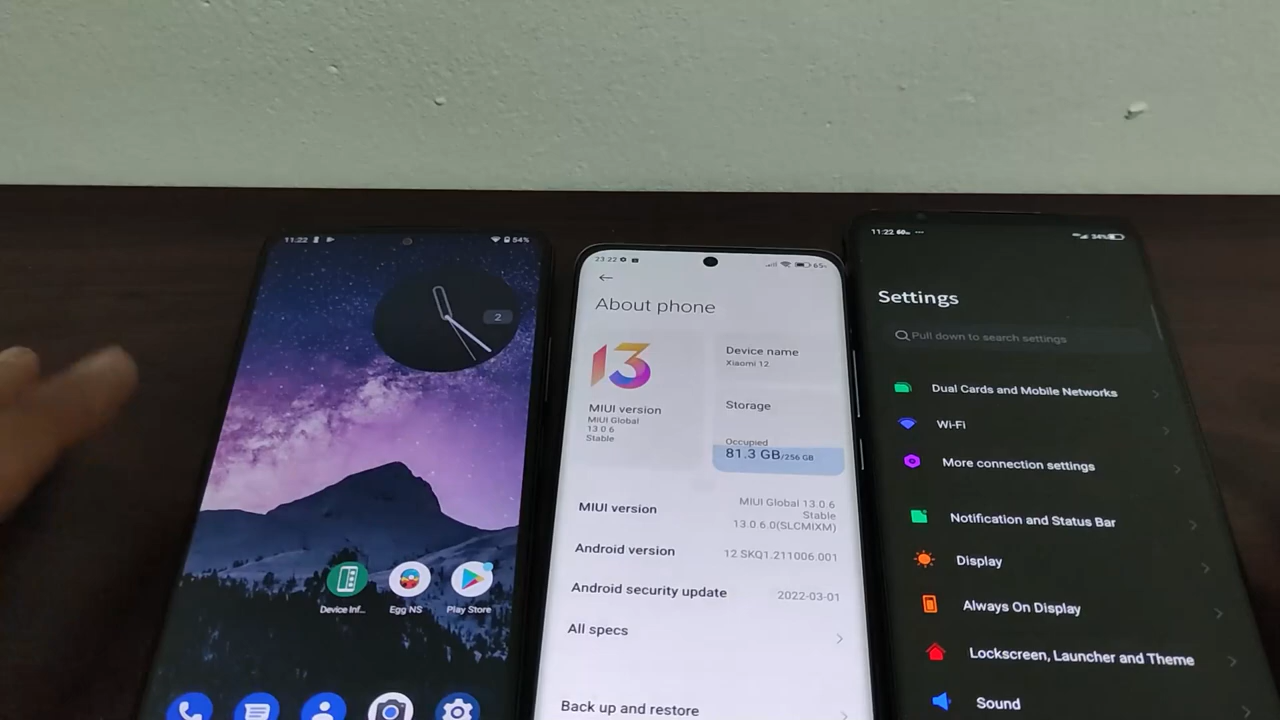 11:22
54%
2
Device Inf...
Egg NS
Play Store
23:22
65
About phone
13
MIUI version
MIUI Global
13.0.6
Stable
Device name
Xiaomi 12
Storage
Occupied
81.3 GB/256 GB
MIUI version
MIUI Global 13.0.6
Stable
13.0 6.0(SLCMIXM)
Android version
12 SKQ1.211006.001
Android security update
2022-03-01
All specs
Back up and restore
11:22
34%
Settings
Pull down to search settings
Dual Cards and Mobile Networks
Wi-Fi
More connection settings
Notification and Status Bar
Display
Always On Display
Lockscreen, Launcher and Theme
Sound